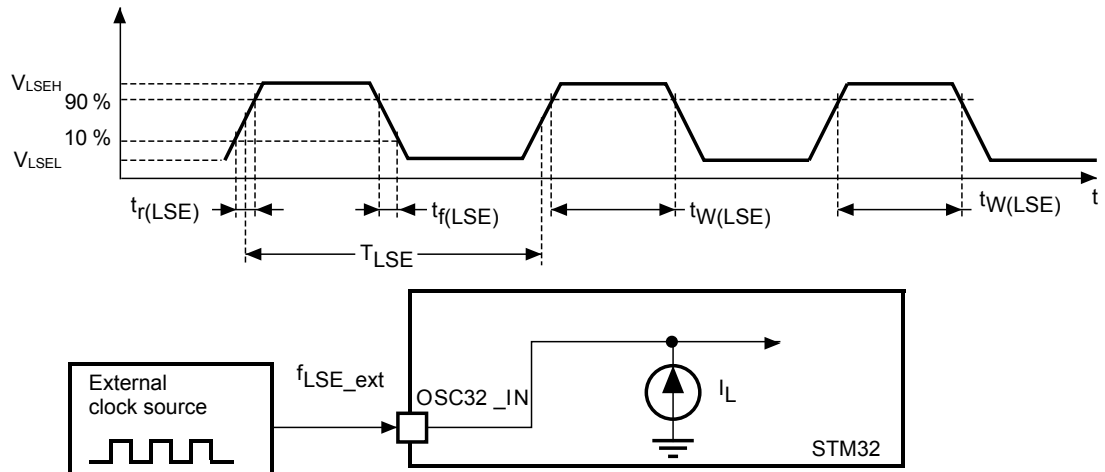 VLSEH
90 %
10 %
VLSEL
tr(LSE)
tf(LSE)
tW(LSE)
tW(LSE)
t
TLSE
External
clock source
fLSE_ext
OSC32 _IN
IL
STM32